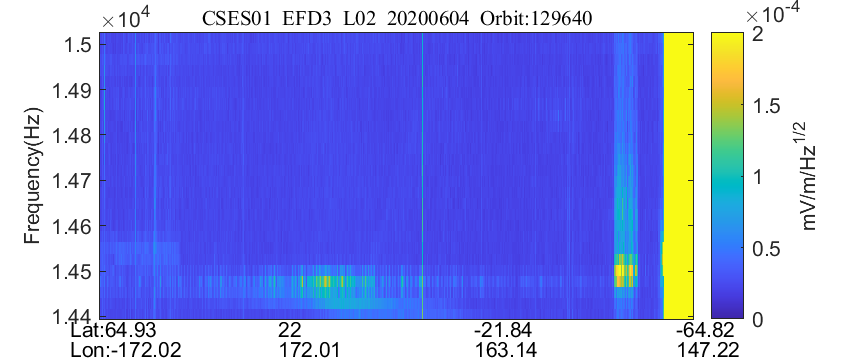 ×10⁴ CSES01 EFD3 L02 20200604 Orbit:129640 ×10⁻⁴
1.5
1.49
1.48
1.47
1.46
1.45
1.44
Frequency(Hz)
2
1.5
1
0.5
0
mV/m/Hz^1/2
Lat:64.93 22 -21.84 -64.82
Lon:-172.02 172.01 163.14 147.22